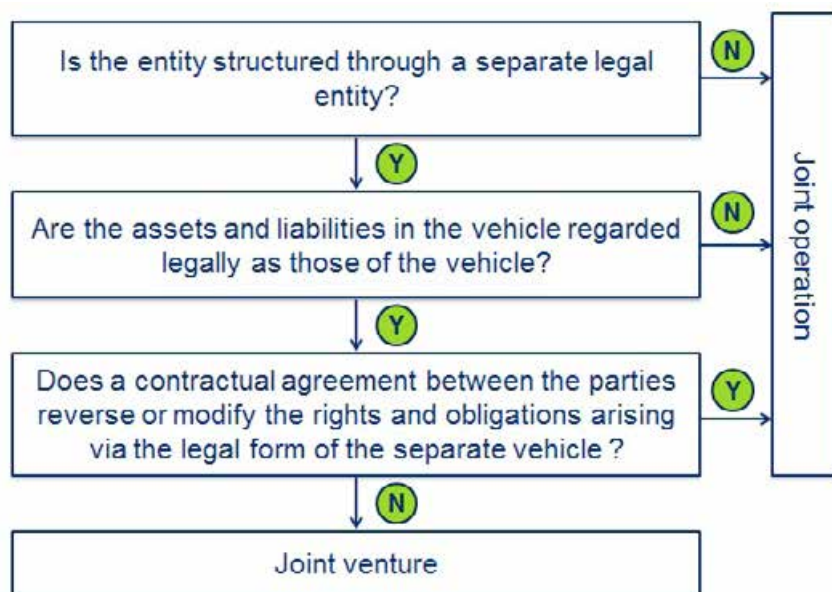 Is the entity structured through a separate legal
entity?
N
Y
Are the assets and liabilities in the vehicle regarded
legally as those of the vehicle?
N
Y
Does a contractual agreement between the parties
reverse or modify the rights and obligations arising
via the legal form of the separate vehicle ?
Y
N
Joint venture
Joint operation